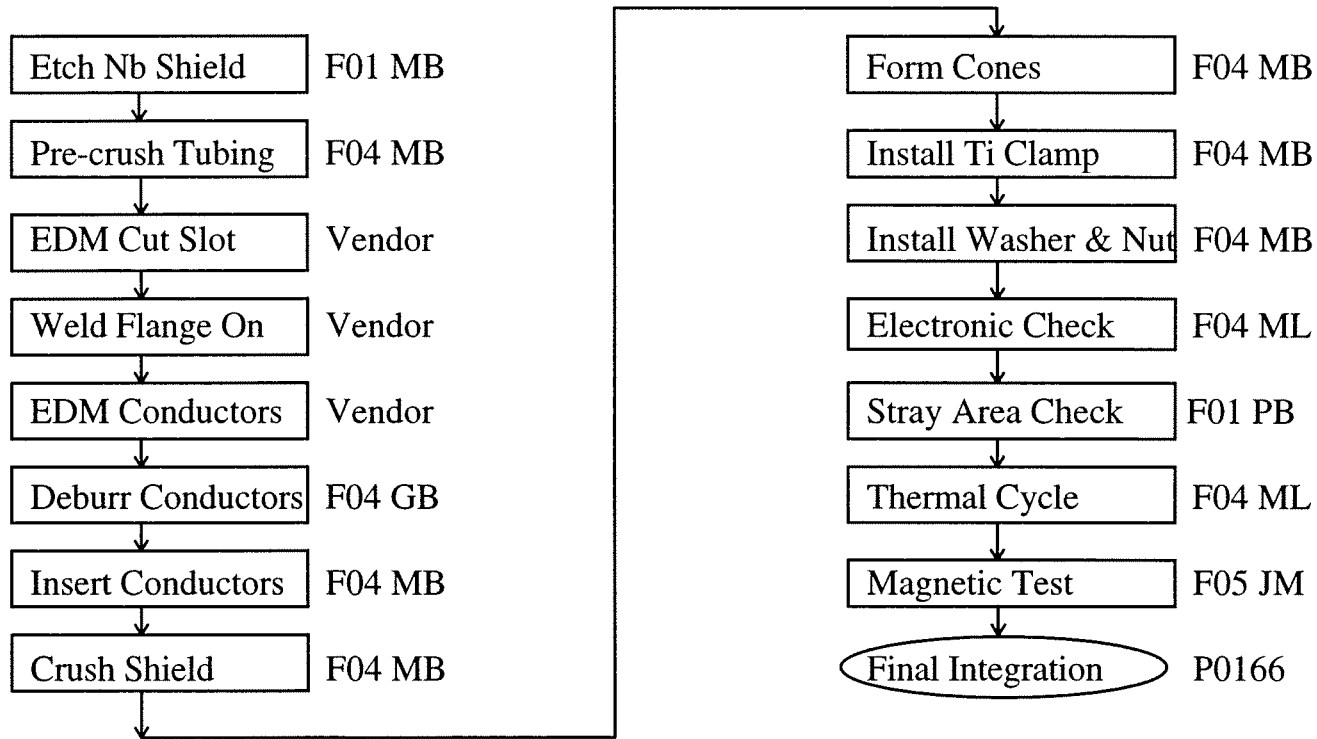 Etch Nb Shield F01 MB
Pre-crush Tubing F04 MB
EDM Cut Slot Vendor
Weld Flange On Vendor
EDM Conductors Vendor
Deburr Conductors F04 GB
Insert Conductors F04 MB
Crush Shield F04 MB
Form Cones F04 MB
Install Ti Clamp F04 MB
Install Washer & Nut F04 MB
Electronic Check F04 ML
Stray Area Check F01 PB
Thermal Cycle F04 ML
Magnetic Test F05 JM
Final Integration P0166